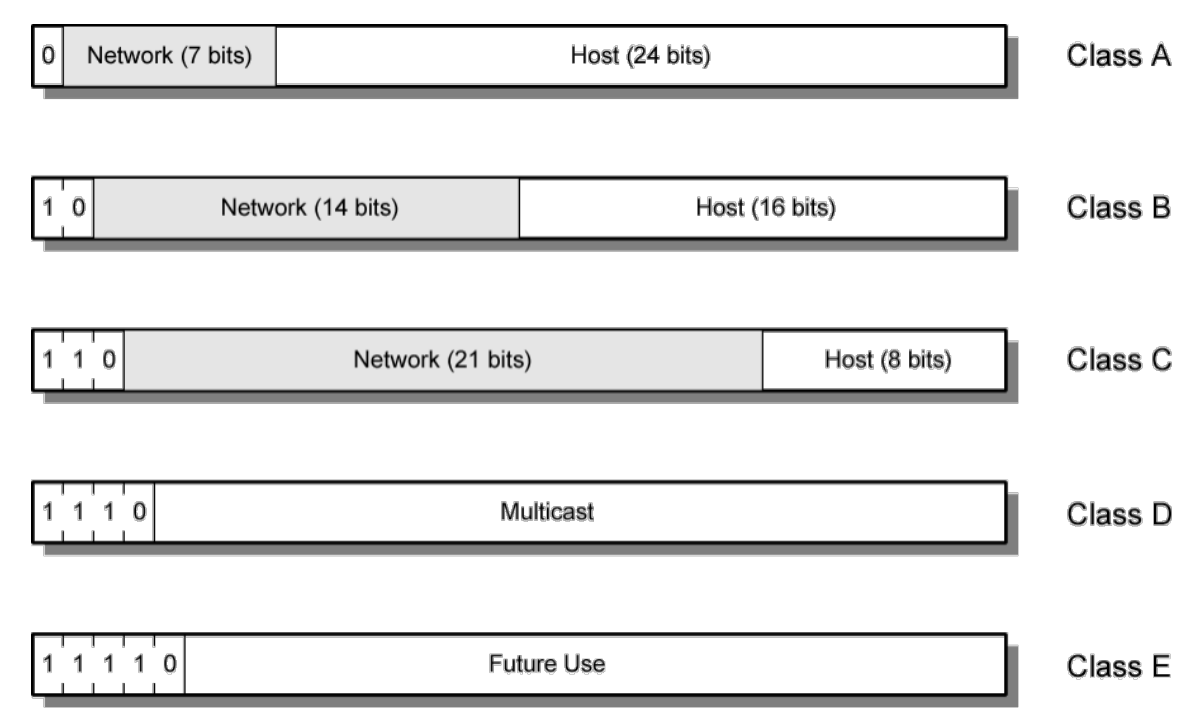 0 Network (7 bits) Host (24 bits) Class A
1 0 Network (14 bits) Host (16 bits) Class B
1 1 0 Network (21 bits) Host (8 bits) Class C
1 1 1 0 Multicast Class D
1 1 1 1 0 Future Use Class E